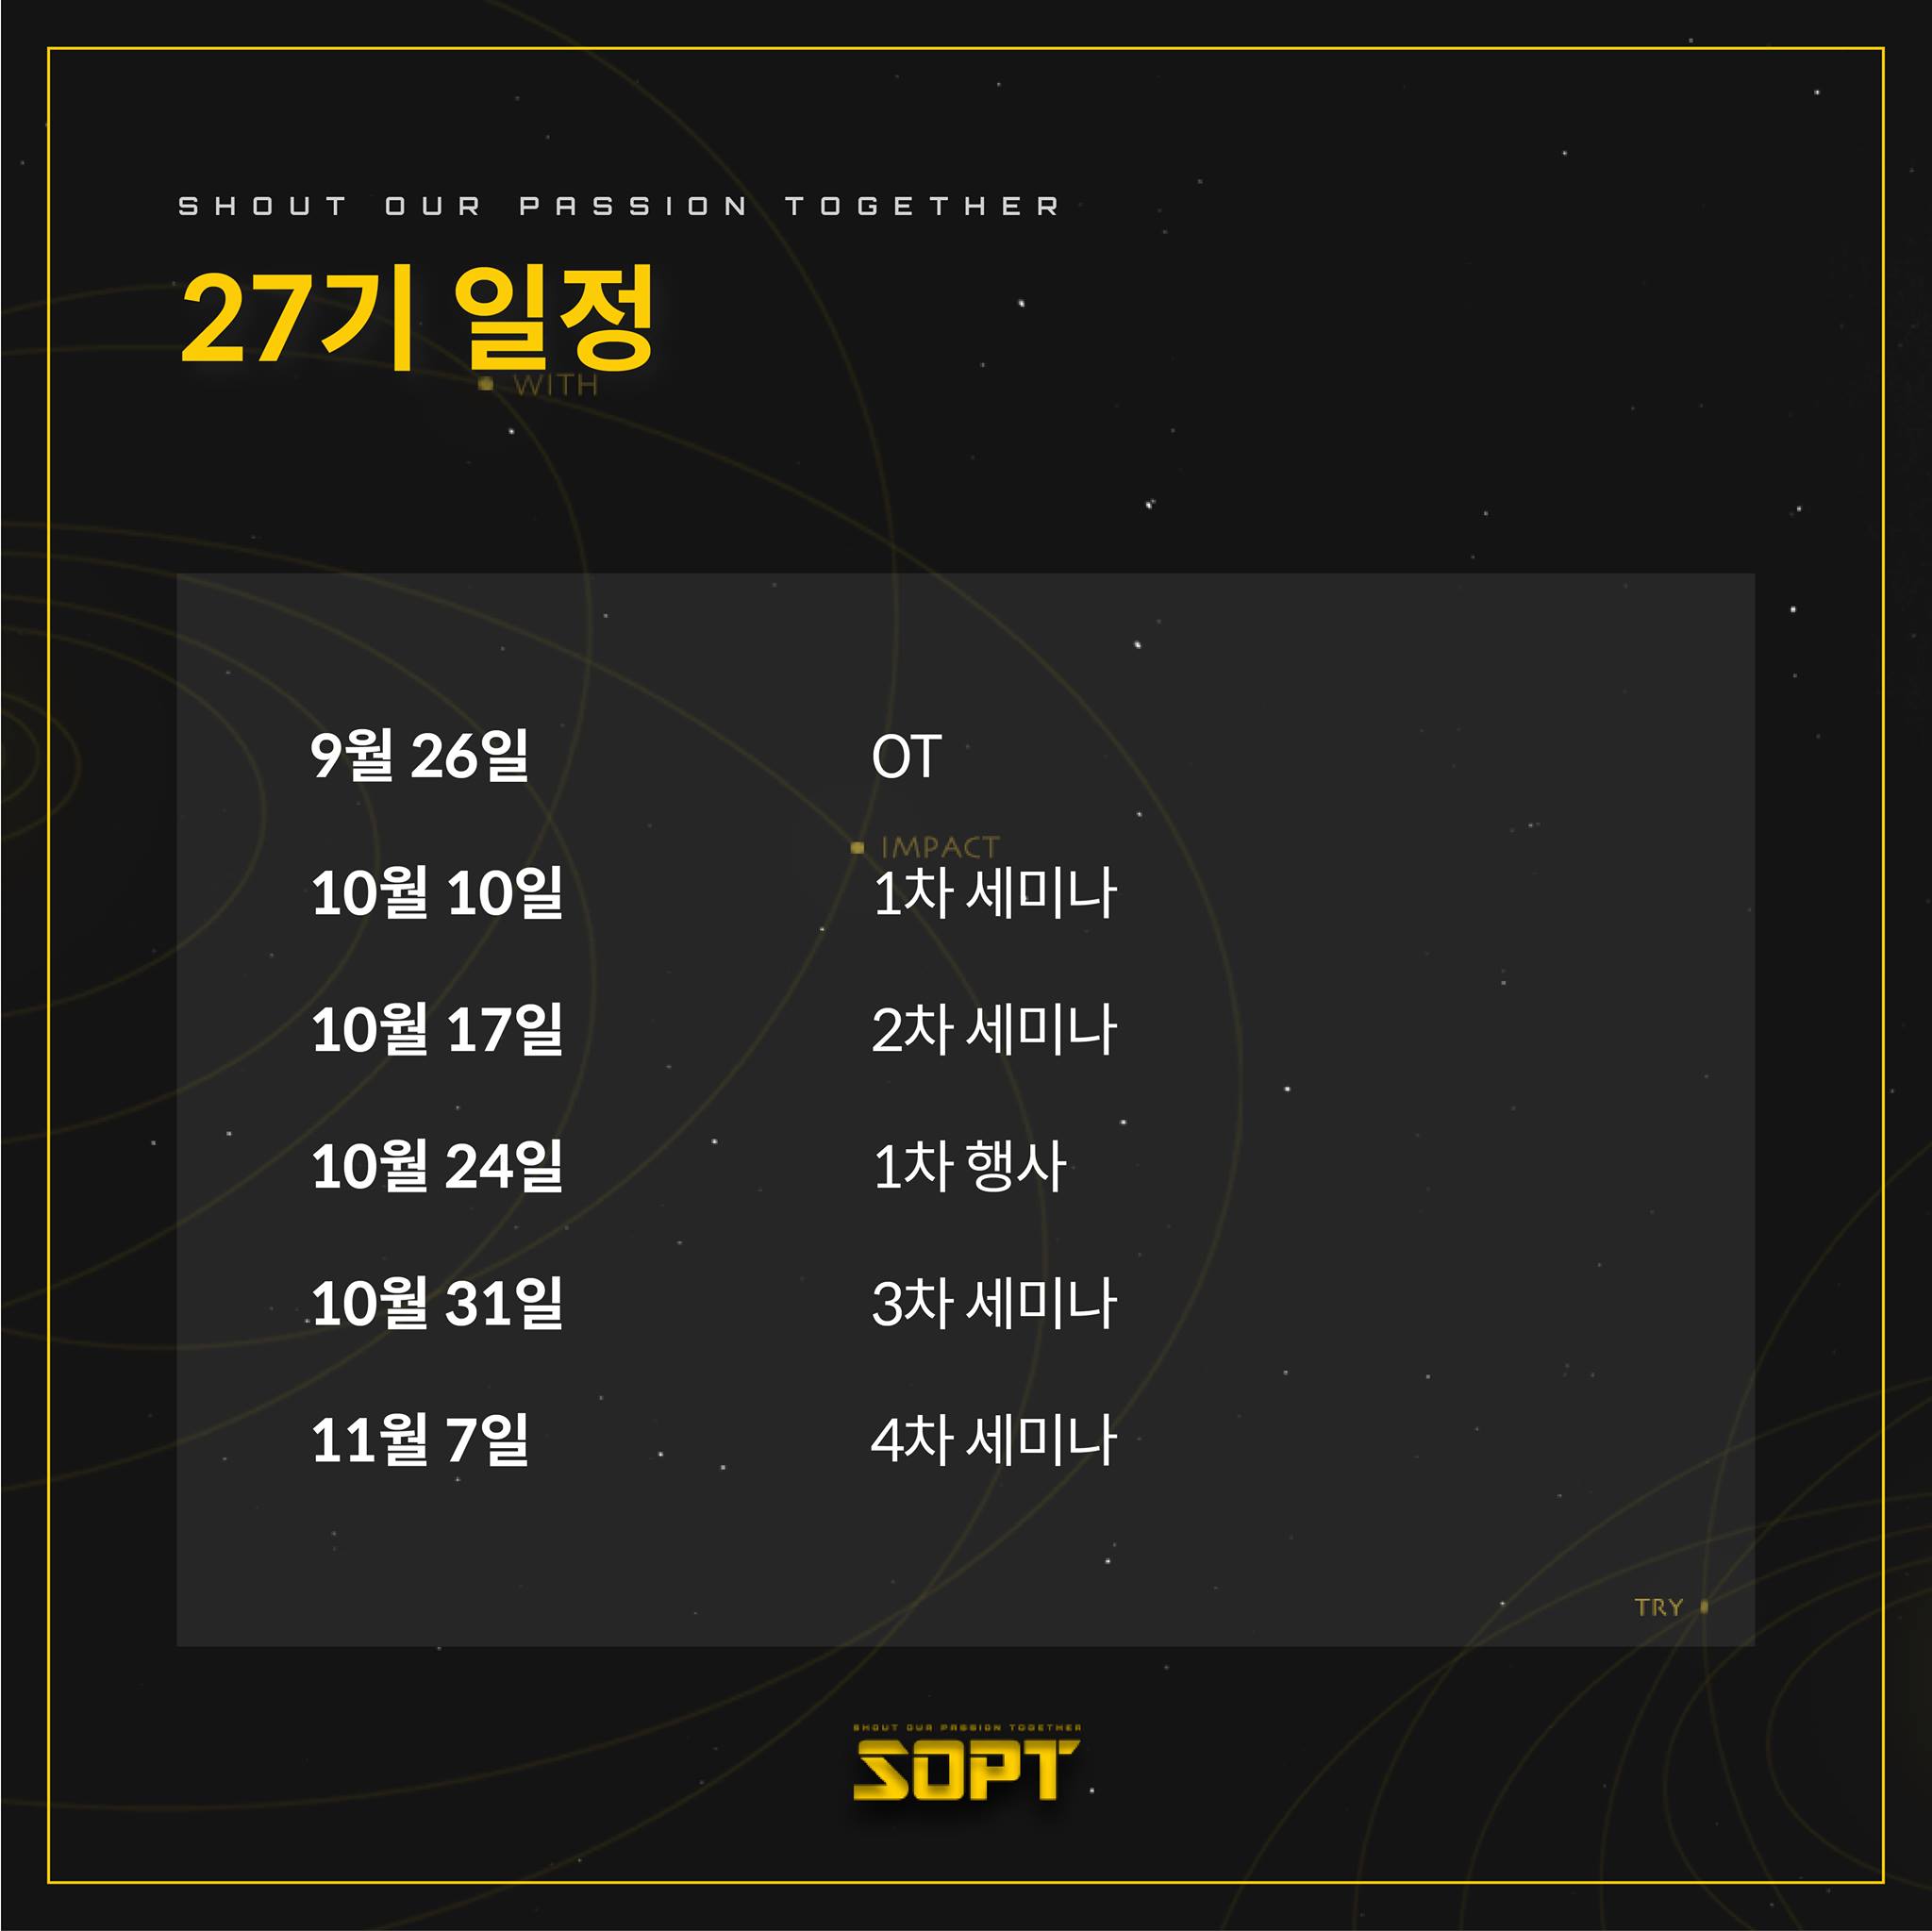 SHOUT OUR PASSION TOGETHER
27기 일정
WITH
9월 26일 OT
IMPACT
10월 10일 1차 세미나
10월 17일 2차 세미나
10월 24일 1차 행사
10월 31일 3차 세미나
11월 7일 4차 세미나
TRY
SHOUT OUR PASSION TOGETHER
SOPT